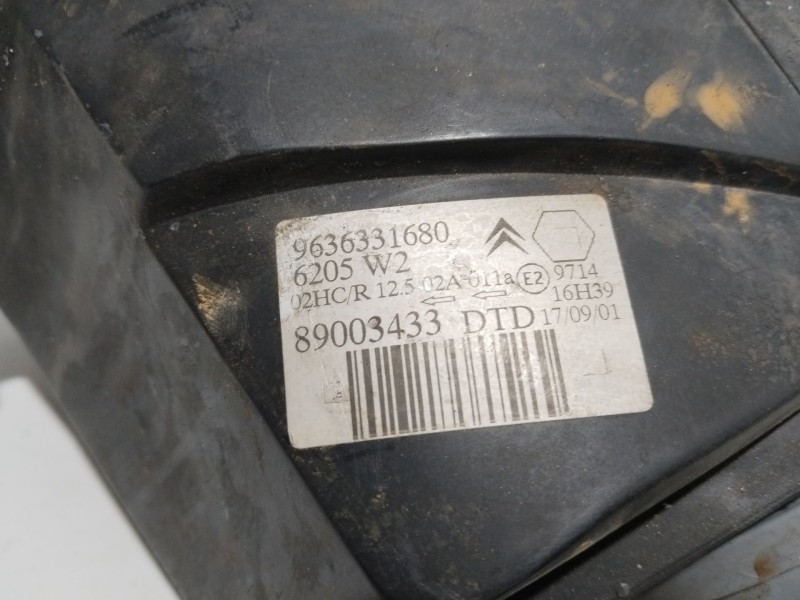 9636331680
6205 W2
02HC/R 12.5 02A-011a E2 9714
16H39
89003433 DTD 17/09/01